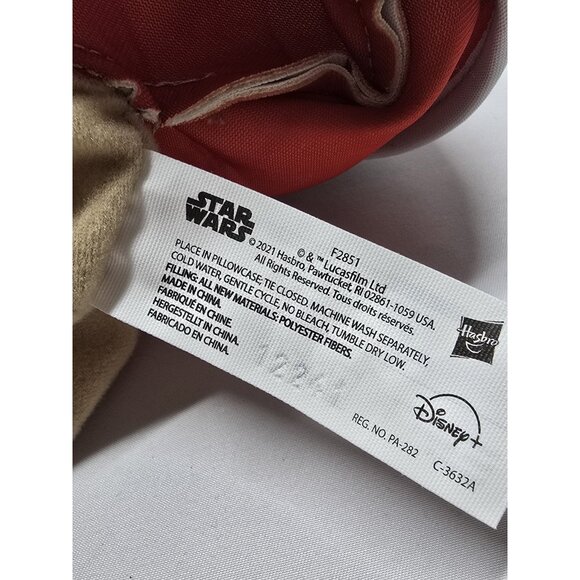 STAR
WARS
F2851
© & ™ Lucasfilm Ltd
© 2021 Hasbro, Pawtucket, RI 02861-1059 USA.
All Rights Reserved. Tous droits réservés.
PLACE IN PILLOWCASE: TIE CLOSED. MACHINE WASH SEPARATELY,
COLD WATER, GENTLE CYCLE, NO BLEACH, TUMBLE DRY LOW.
FILLING: ALL NEW MATERIALS: POLYESTER FIBERS.
MADE IN CHINA.
FABRIQUÉ EN CHINE.
HERGESTELLT IN CHINA.
FABRICADO EN CHINA.
Hasbro
Disney+
REG. NO. PA-282
C-3632A